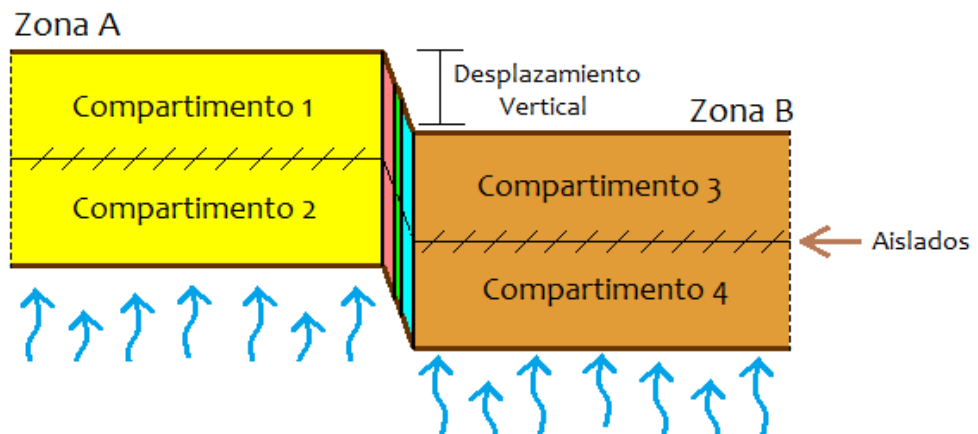 Zona A
Compartimento 1
Compartimento 2
Desplazamiento
Vertical
Zona B
Compartimento 3
Compartimento 4
Aislados